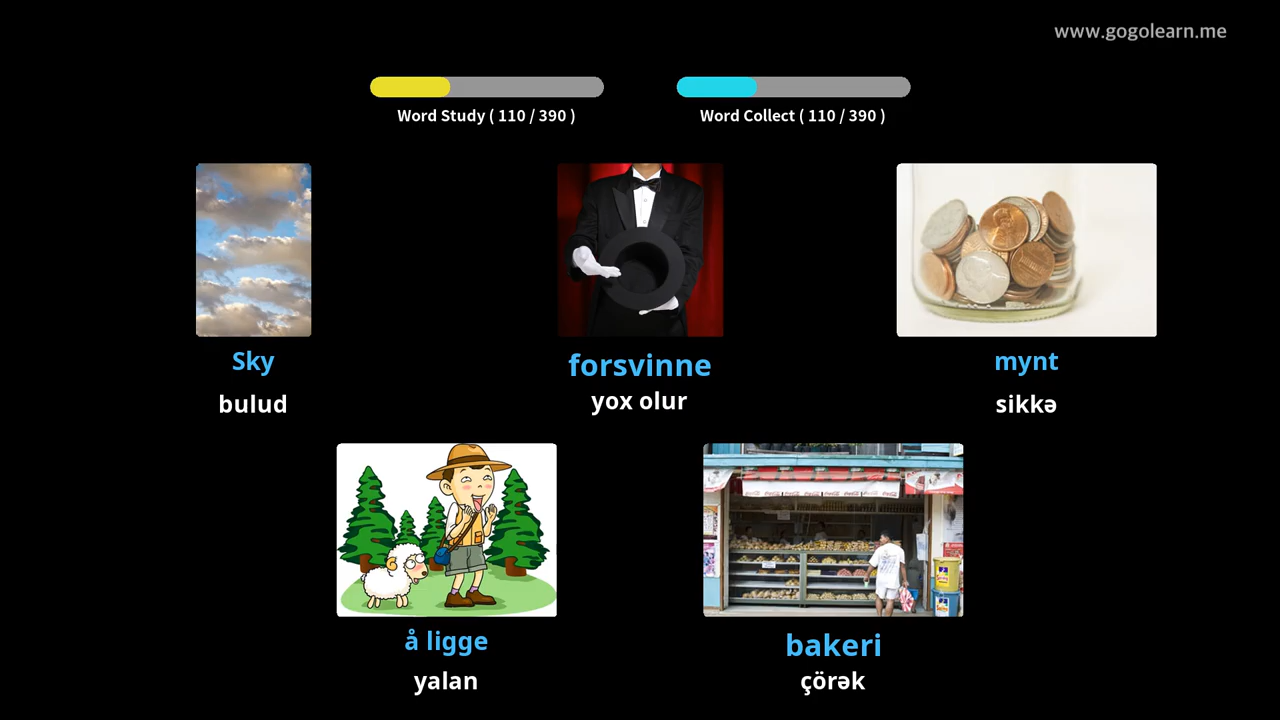 www.gogolearn.me
Word Study ( 110 / 390 )
Word Collect ( 110 / 390 )
Sky
bulud
forsvinne
yox olur
mynt
sikkə
å ligge
yalan
bakeri
çörək